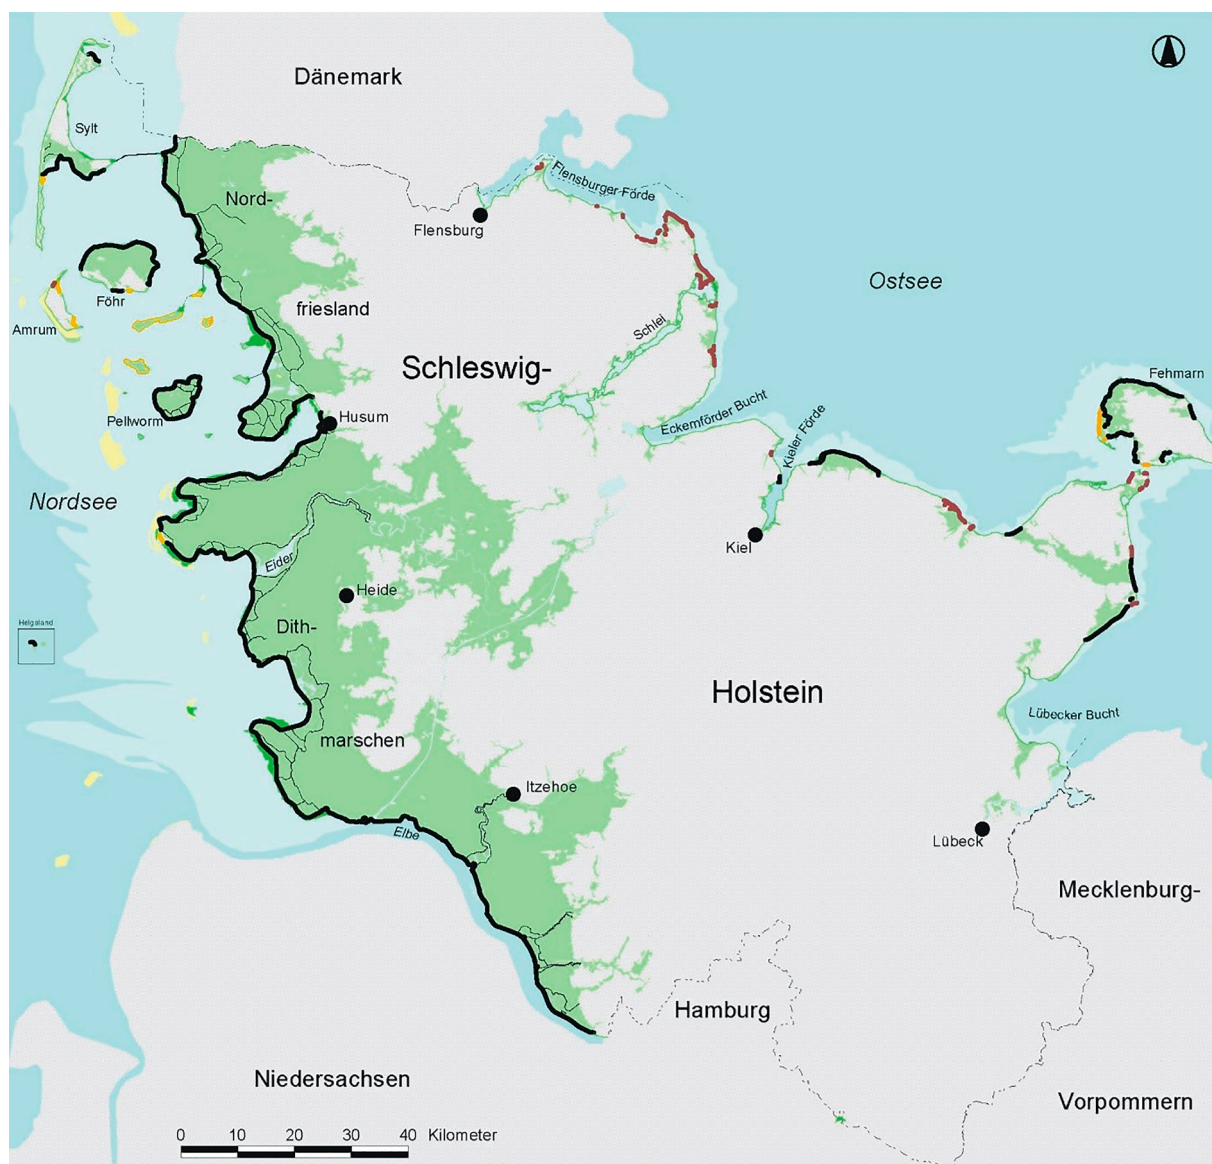 Dänemark
Sylt
Nord-
Flensburger Förde
Flensburg
Ostsee
Föhr
friesland
Amrum
Schlei
Schleswig-
Fehmarn
Pellworm
Husum
Eckernförder Bucht
Kieler Förde
Nordsee
Kiel
Eider
Heide
Helgoland
Dith-
Holstein
Lübecker Bucht
marschen
Itzehoe
Elbe
Lübeck
Mecklenburg-
Hamburg
Niedersachsen
Vorpommern
0 10 20 30 40 Kilometer